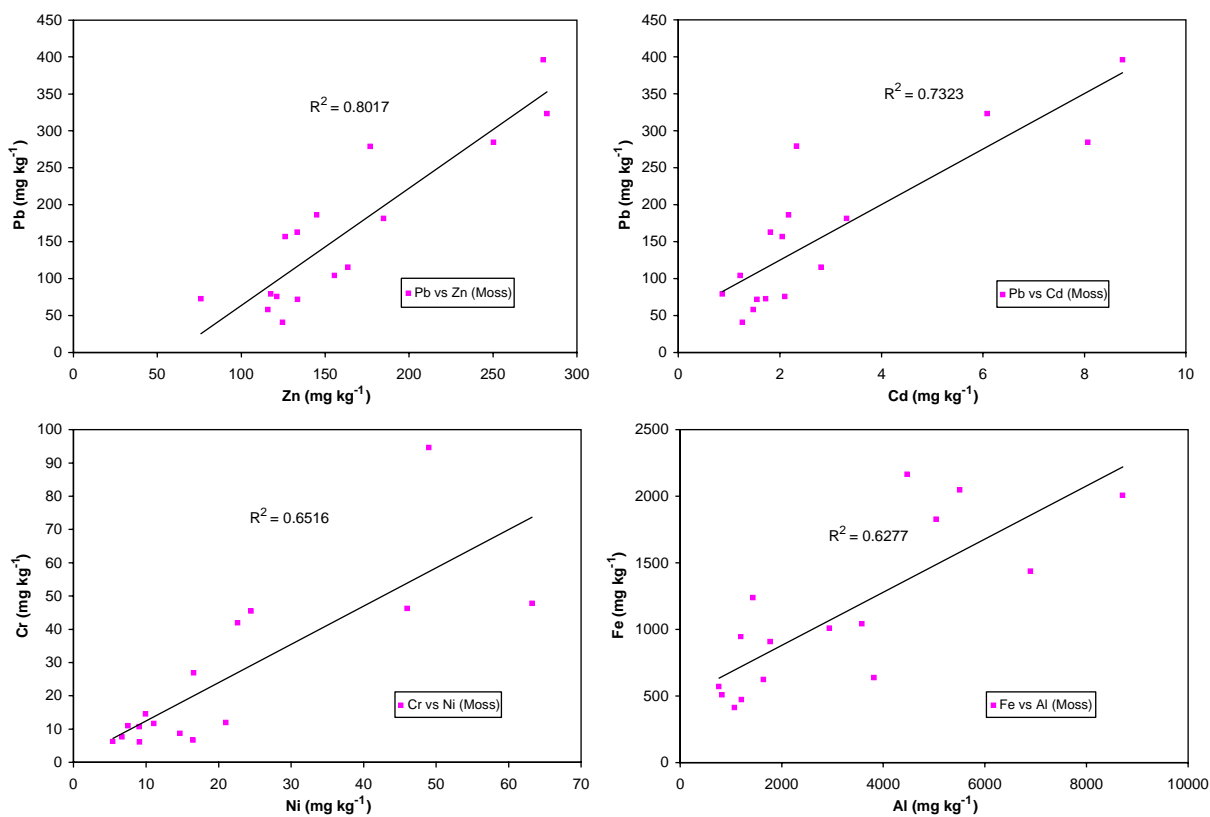 450
400
350
300
250
200
150
100
50
0
Pb (mg kg⁻¹)
R² = 0.8017
Pb vs Zn (Moss)
0 50 100 150 200 250 300
Zn (mg kg⁻¹)
450
400
350
300
250
200
150
100
50
0
Pb (mg kg⁻¹)
R² = 0.7323
Pb vs Cd (Moss)
0 2 4 6 8 10
Cd (mg kg⁻¹)
100
90
80
70
60
50
40
30
20
10
0
Cr (mg kg⁻¹)
R² = 0.6516
Cr vs Ni (Moss)
0 10 20 30 40 50 60 70
Ni (mg kg⁻¹)
2500
2000
1500
1000
500
0
Fe (mg kg⁻¹)
R² = 0.6277
Fe vs Al (Moss)
0 2000 4000 6000 8000 10000
Al (mg kg⁻¹)